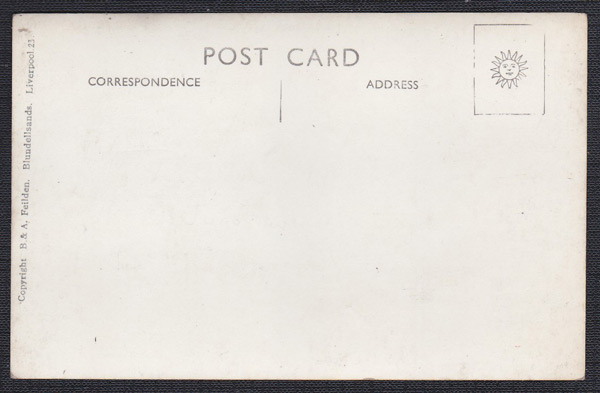 POST CARD
CORRESPONDENCE
ADDRESS
Copyright B & A. Feilden. Blundellsands. Liverpool 23